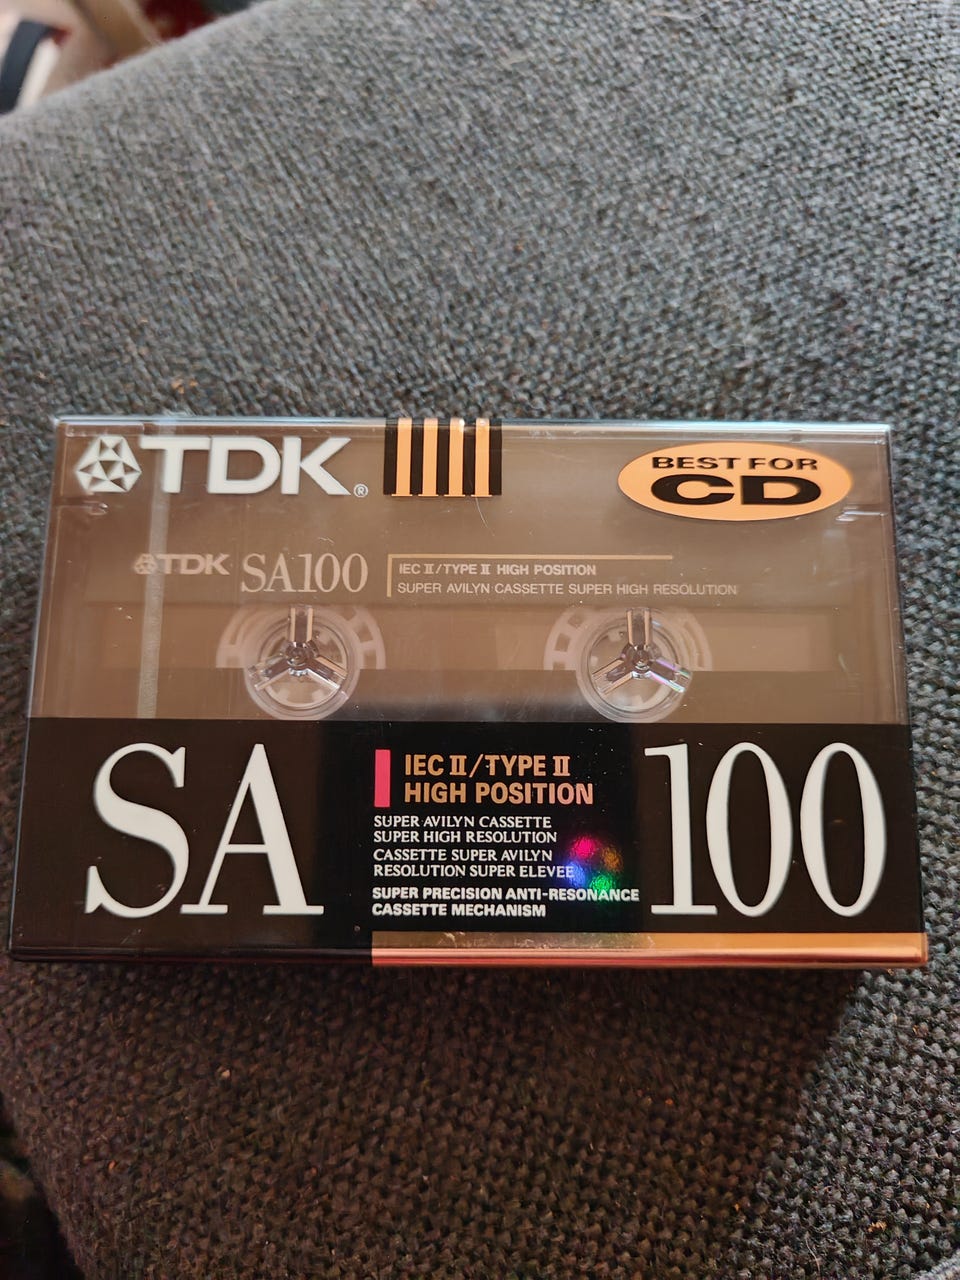 TDK®
BEST FOR
CD
TDK SA100
IEC II/TYPE II HIGH POSITION
SUPER AVILYN CASSETTE SUPER HIGH RESOLUTION
SA
IEC II/TYPE II
HIGH POSITION
SUPER AVILYN CASSETTE
SUPER HIGH RESOLUTION
CASSETTE SUPER AVILYN
RESOLUTION SUPER ELEVEE
SUPER PRECISION ANTI-RESONANCE
CASSETTE MECHANISM
100